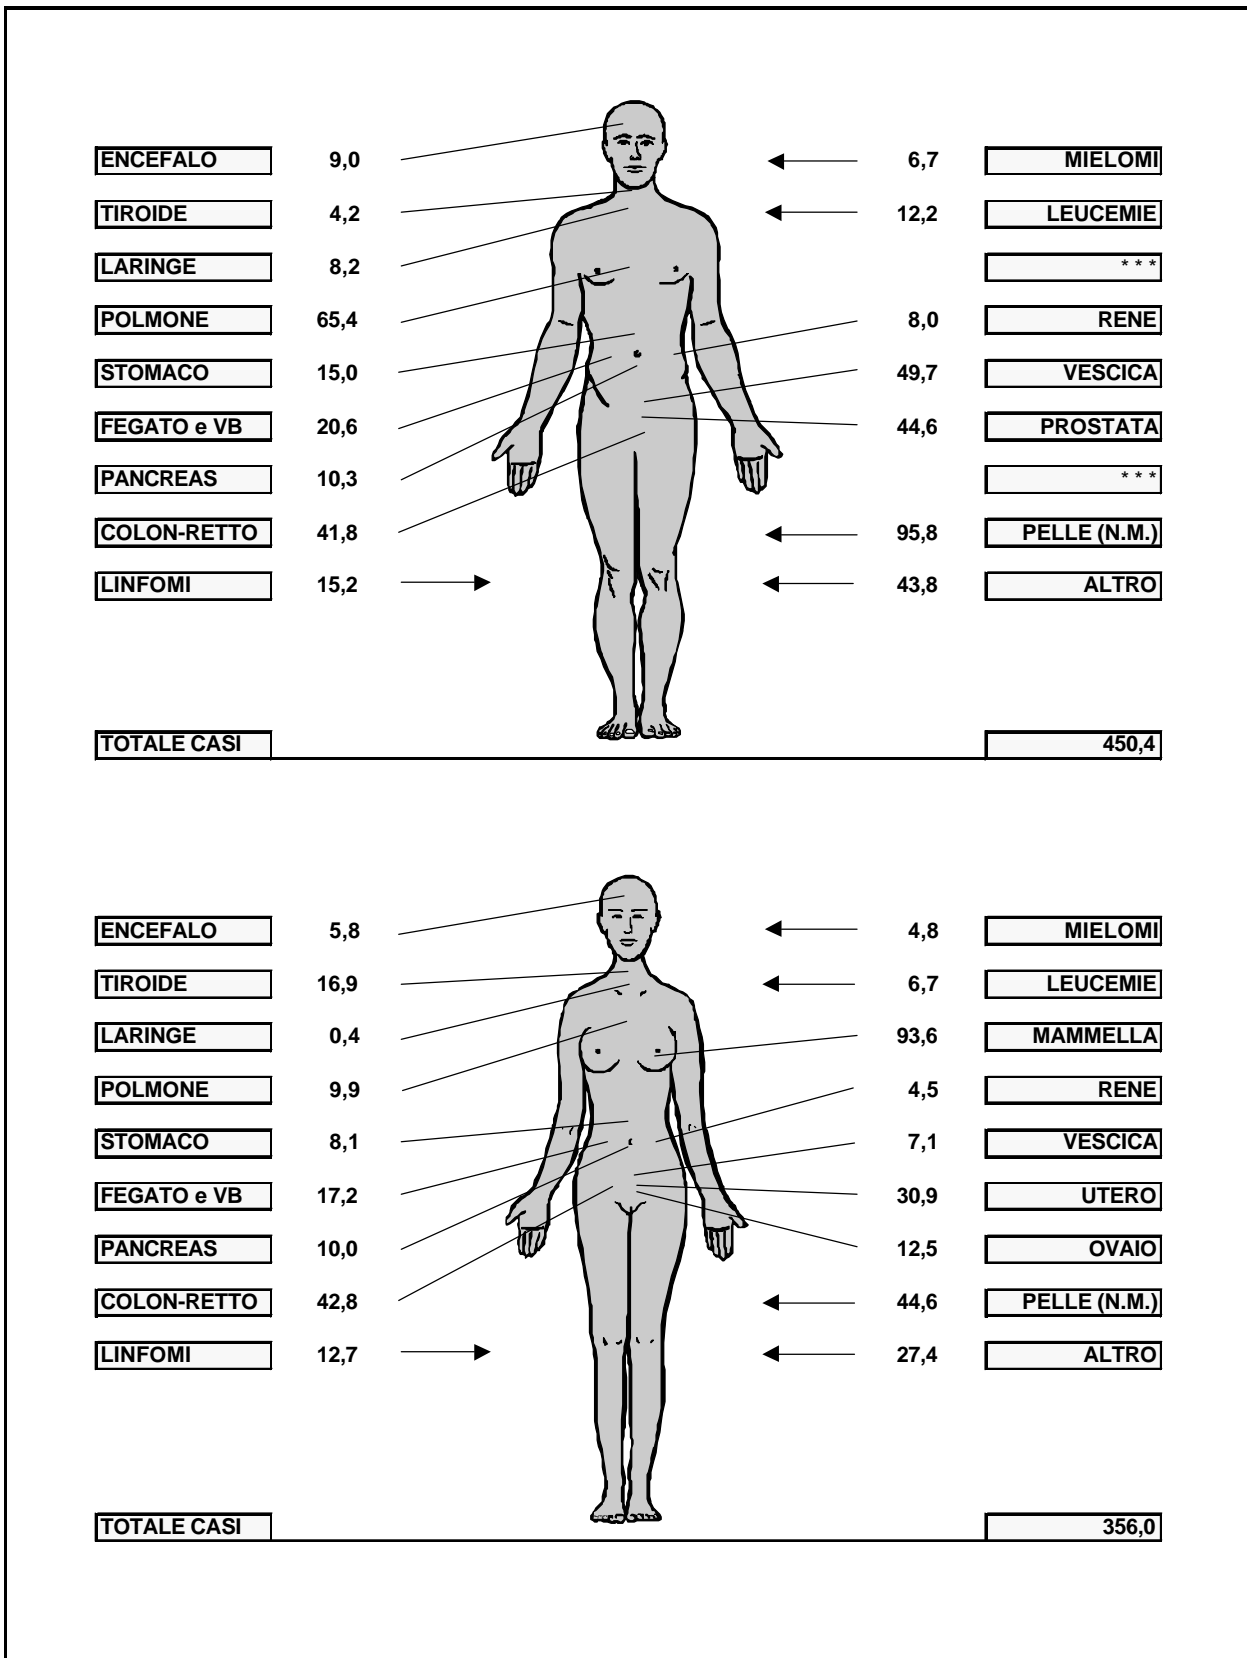 ENCEFALO 9,0 6,7 MIELOMI
TIROIDE 4,2 12,2 LEUCEMIE
LARINGE 8,2 * * *
POLMONE 65,4 8,0 RENE
STOMACO 15,0 49,7 VESCICA
FEGATO e VB 20,6 44,6 PROSTATA
PANCREAS 10,3 * * *
COLON-RETTO 41,8 95,8 PELLE (N.M.)
LINFOMI 15,2 43,8 ALTRO
TOTALE CASI 450,4
ENCEFALO 5,8 4,8 MIELOMI
TIROIDE 16,9 6,7 LEUCEMIE
LARINGE 0,4 93,6 MAMMELLA
POLMONE 9,9 4,5 RENE
STOMACO 8,1 7,1 VESCICA
FEGATO e VB 17,2 30,9 UTERO
PANCREAS 10,0 12,5 OVAIO
COLON-RETTO 42,8 44,6 PELLE (N.M.)
LINFOMI 12,7 27,4 ALTRO
TOTALE CASI 356,0